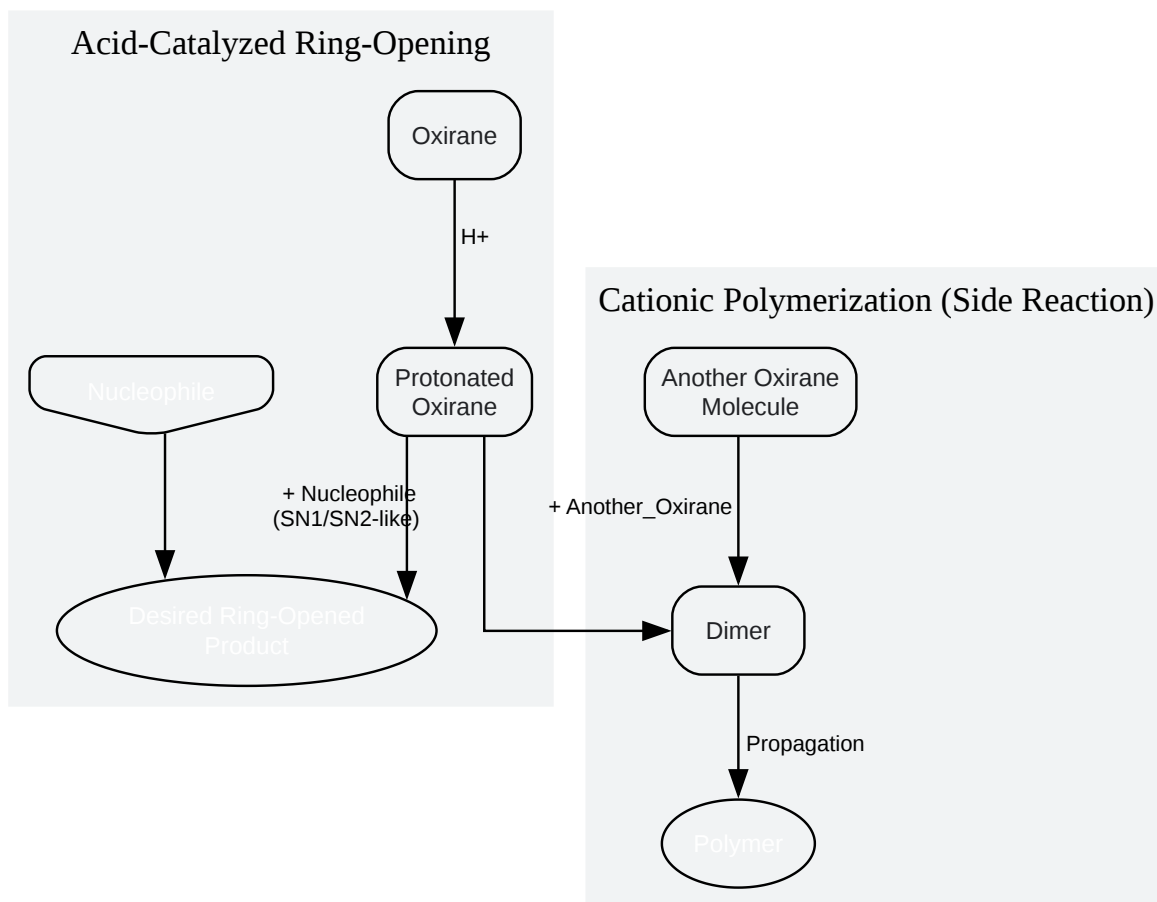 Acid-Catalyzed Ring-Opening
Oxirane
H+
Cationic Polymerization (Side Reaction)
Nucleophile
Protonated
Oxirane
Another Oxirane
Molecule
+ Nucleophile
(SN1/SN2-like)
+ Another_Oxirane
Desired Ring-Opened
Product
Dimer
Propagation
Polymer